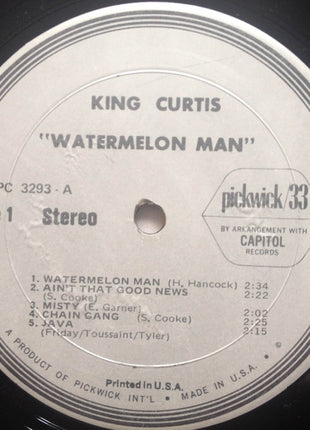 KING CURTIS
"WATERMELON MAN"
PC 3293 - A
1 Stereo
pickwick/33
BY ARRANGEMENT WITH
CAPITOL
RECORDS
1. WATERMELON MAN (H. Hancock) 2:34
2. AIN'T THAT GOOD NEWS 2:22
(S. Cooke)
3. MISTY (E. Garner)
4. CHAIN GANG (S. Cooke) 2:02
5. JAVA 2:25
(Friday/Toussaint/Tyler) 2:15
Printed in U.S.A.
A PRODUCT OF PICKWICK INT'L. • MADE IN U.S.A. • ©